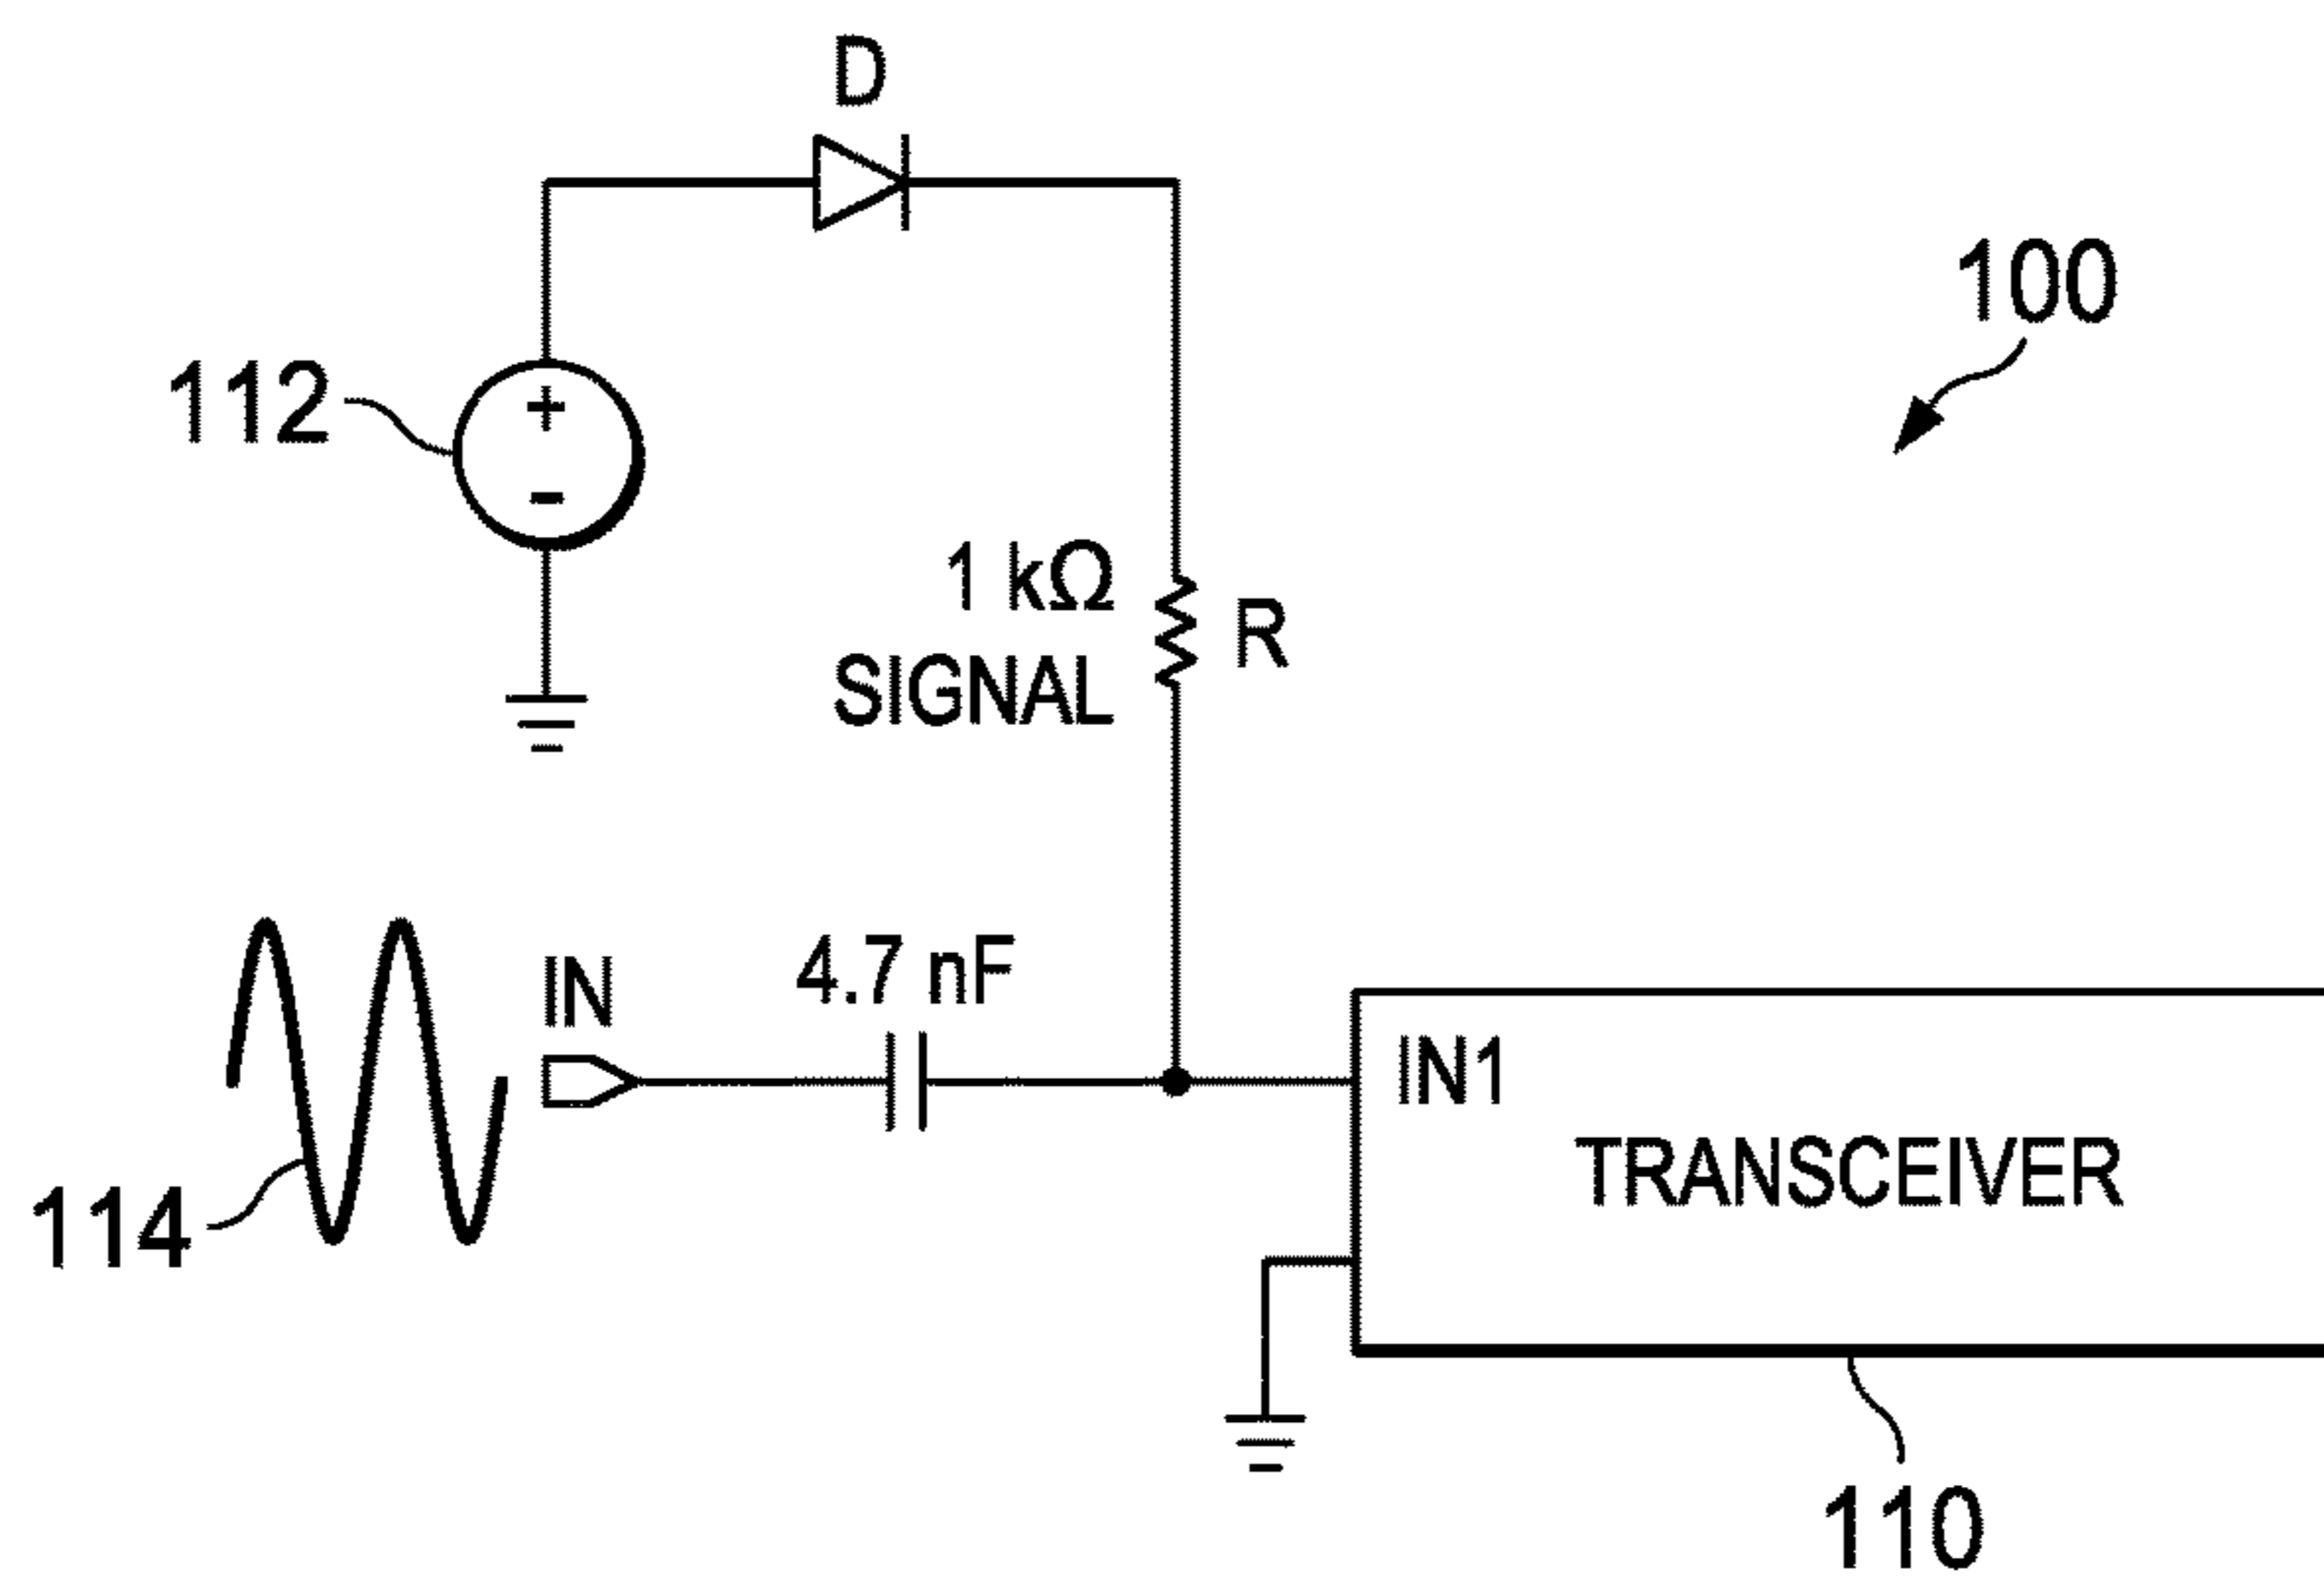 D
100
112
+
-
1 kΩ
SIGNAL
R
IN
4.7 nF
IN1
TRANSCEIVER
114
110